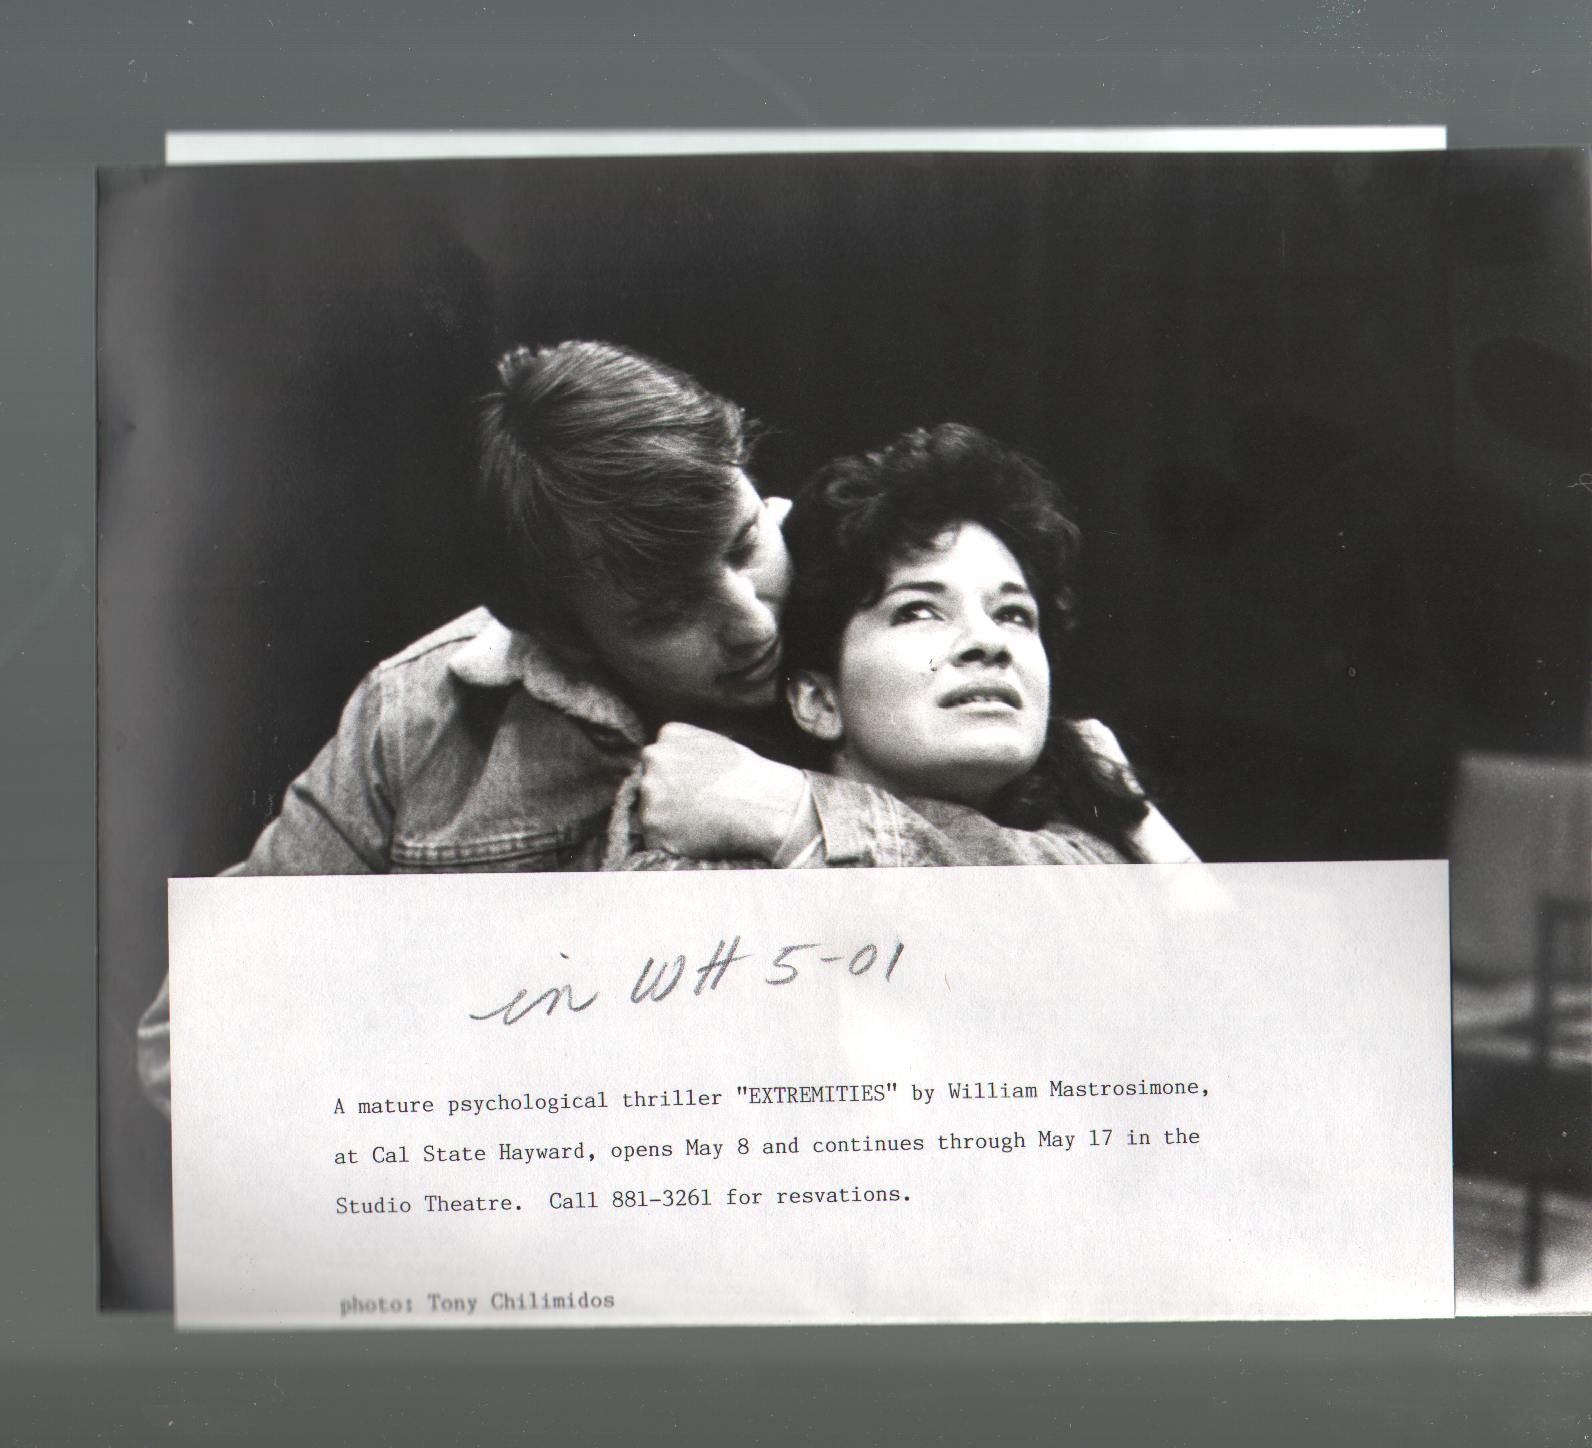 in WH 5-01
A mature psychological thriller "EXTREMITIES" by William Mastrosimone,
at Cal State Hayward, opens May 8 and continues through May 17 in the
Studio Theatre. Call 881-3261 for resvations.
photo: Tony Chilimidos